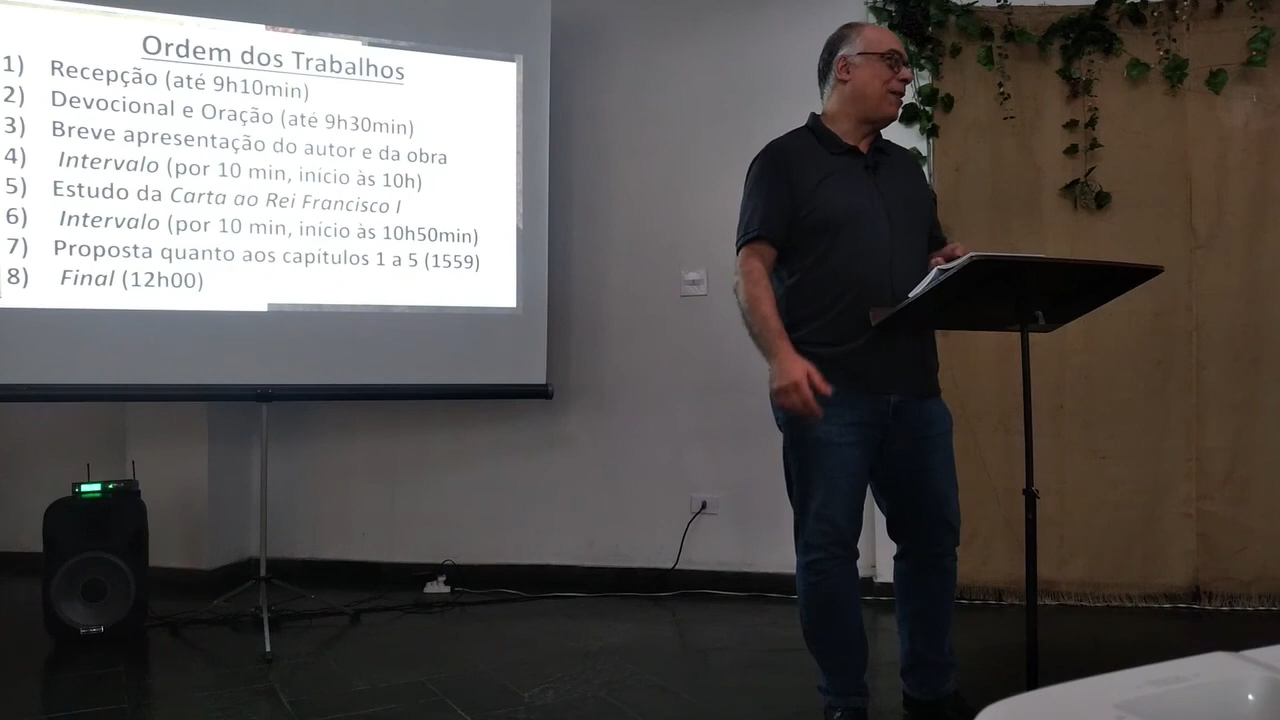 Ordem dos Trabalhos
1) Recepção (até 9h10min)
2) Devocional e Oração (até 9h30min)
3) Breve apresentação do autor e da obra
4) Intervalo (por 10 min, início às 10h)
5) Estudo da Carta ao Rei Francisco I
6) Intervalo (por 10 min, início às 10h50min)
7) Proposta quanto aos capítulos 1 a 5 (1559)
8) Final (12h00)